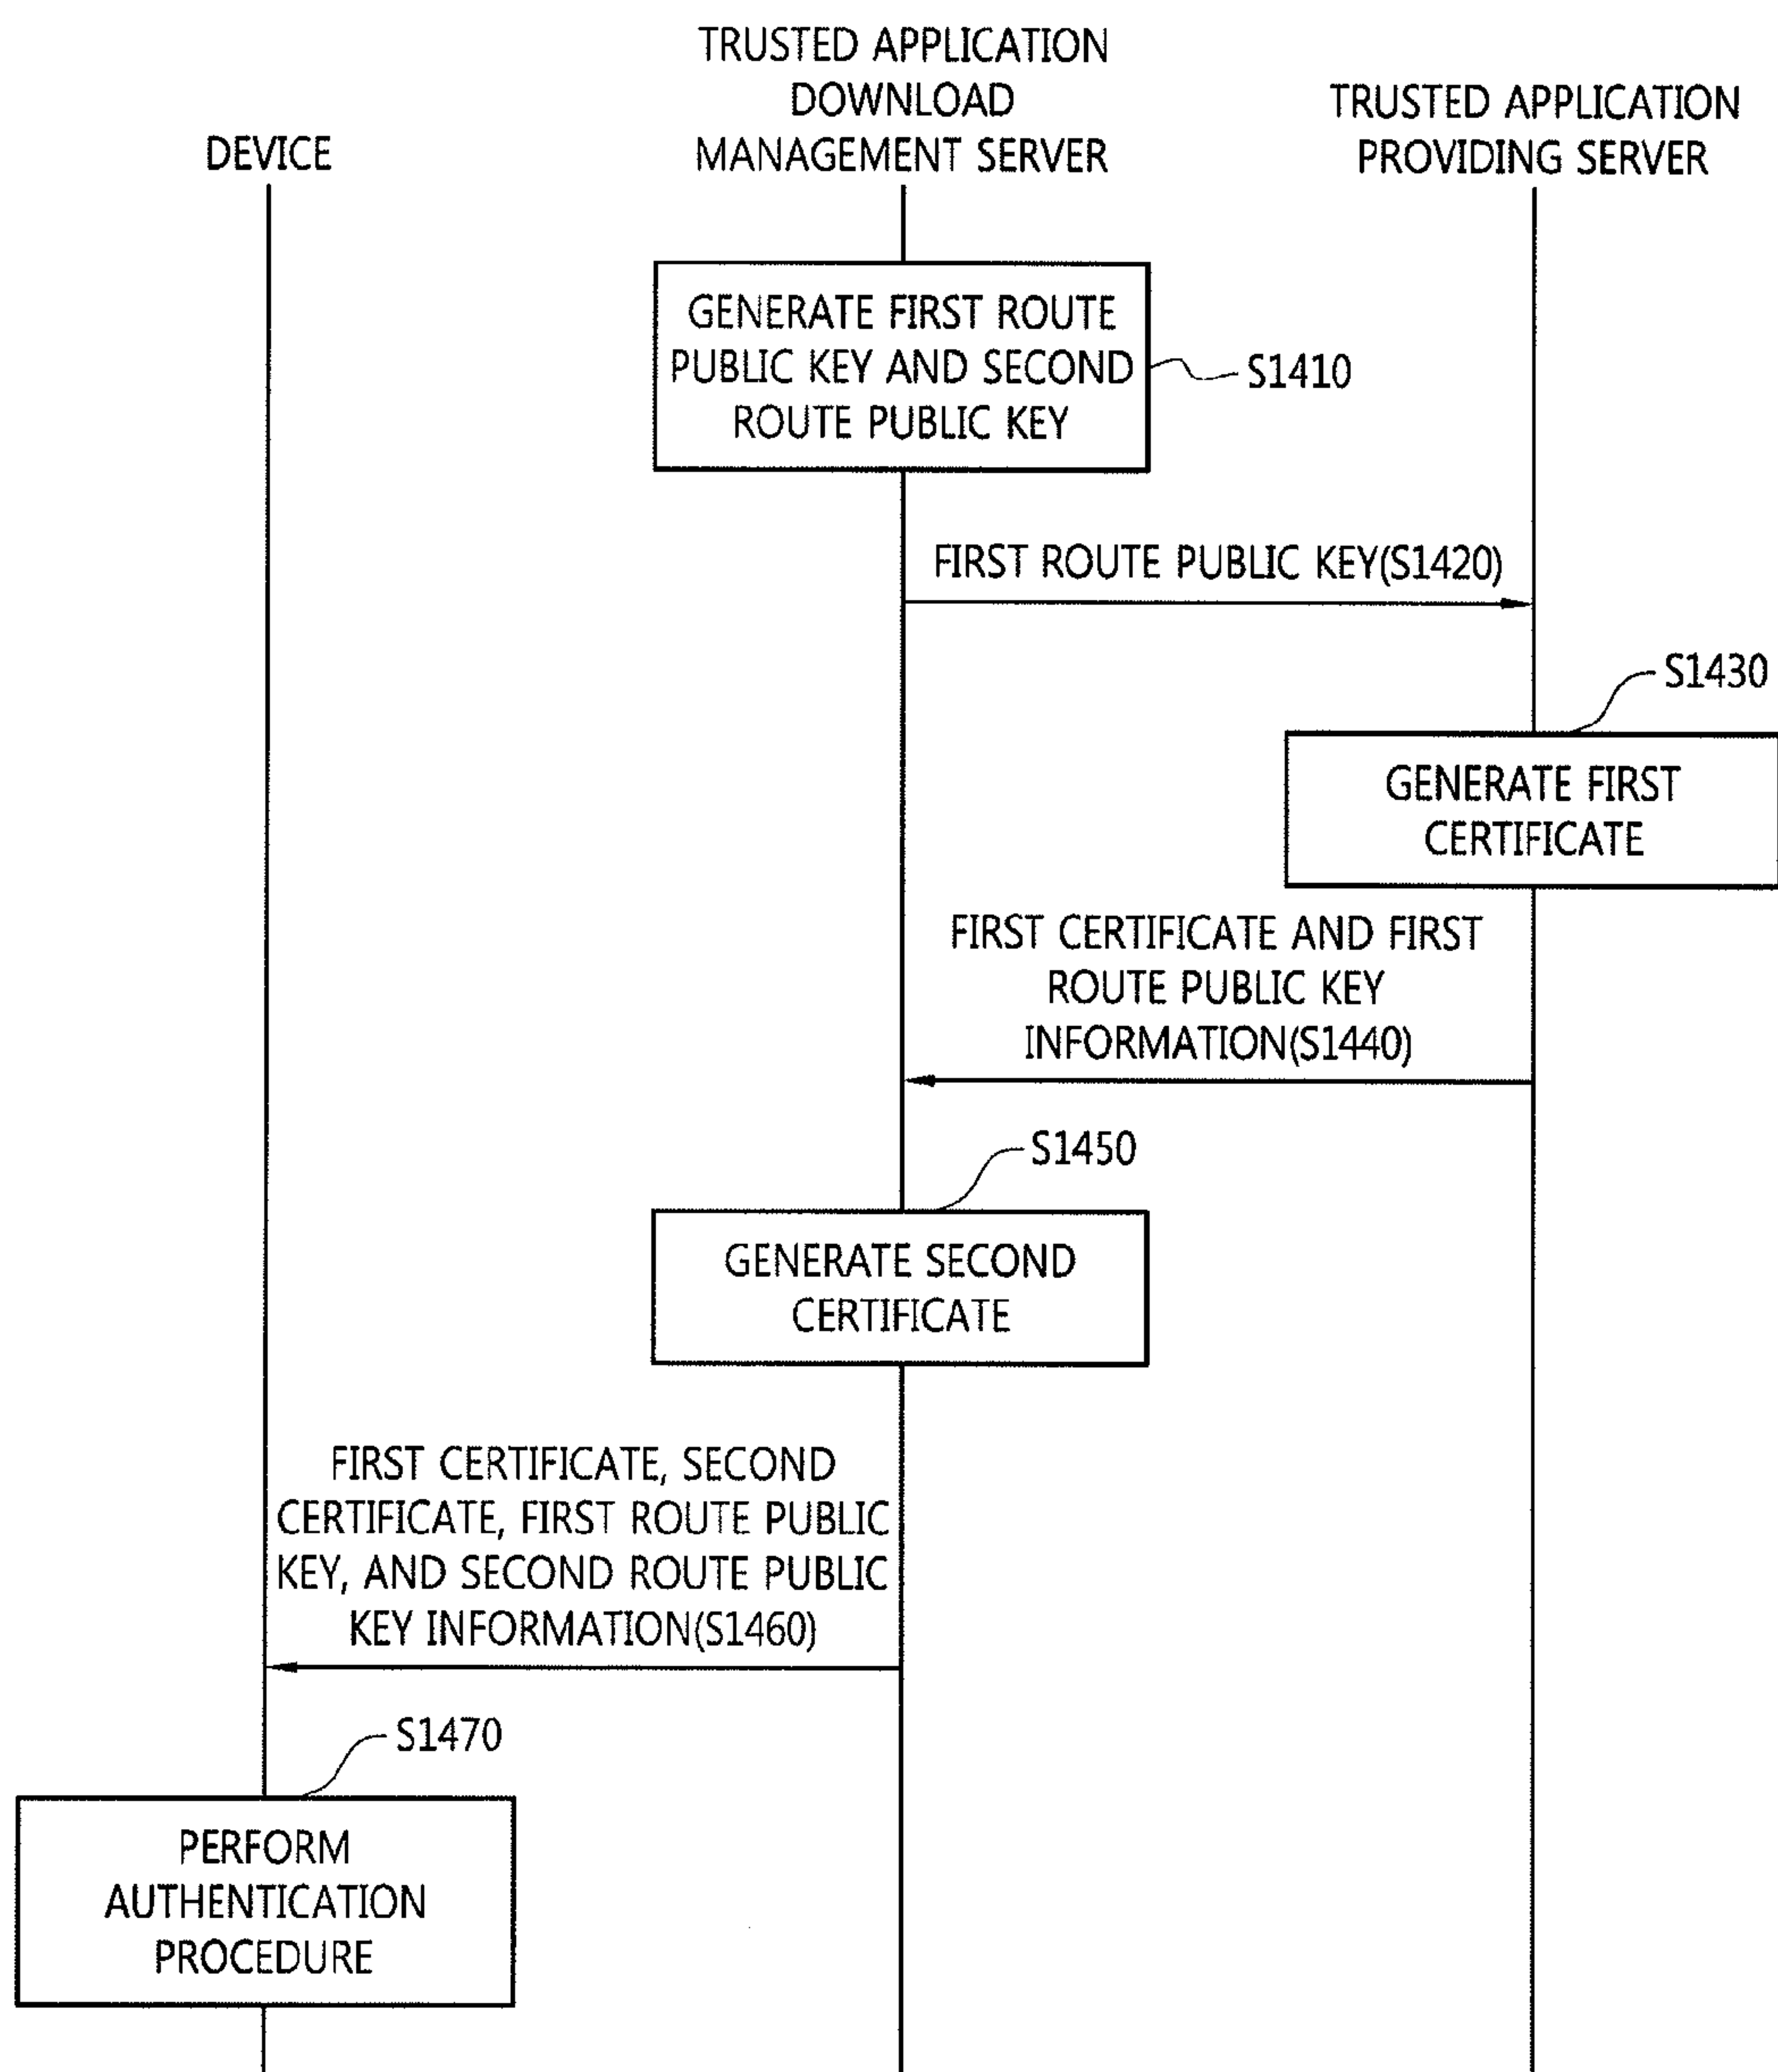 DEVICE
TRUSTED APPLICATION
DOWNLOAD
MANAGEMENT SERVER
TRUSTED APPLICATION
PROVIDING SERVER
GENERATE FIRST ROUTE
PUBLIC KEY AND SECOND
ROUTE PUBLIC KEY
S1410
FIRST ROUTE PUBLIC KEY(S1420)
S1430
GENERATE FIRST
CERTIFICATE
FIRST CERTIFICATE AND FIRST
ROUTE PUBLIC KEY
INFORMATION(S1440)
S1450
GENERATE SECOND
CERTIFICATE
FIRST CERTIFICATE, SECOND
CERTIFICATE, FIRST ROUTE PUBLIC
KEY, AND SECOND ROUTE PUBLIC
KEY INFORMATION(S1460)
S1470
PERFORM
AUTHENTICATION
PROCEDURE